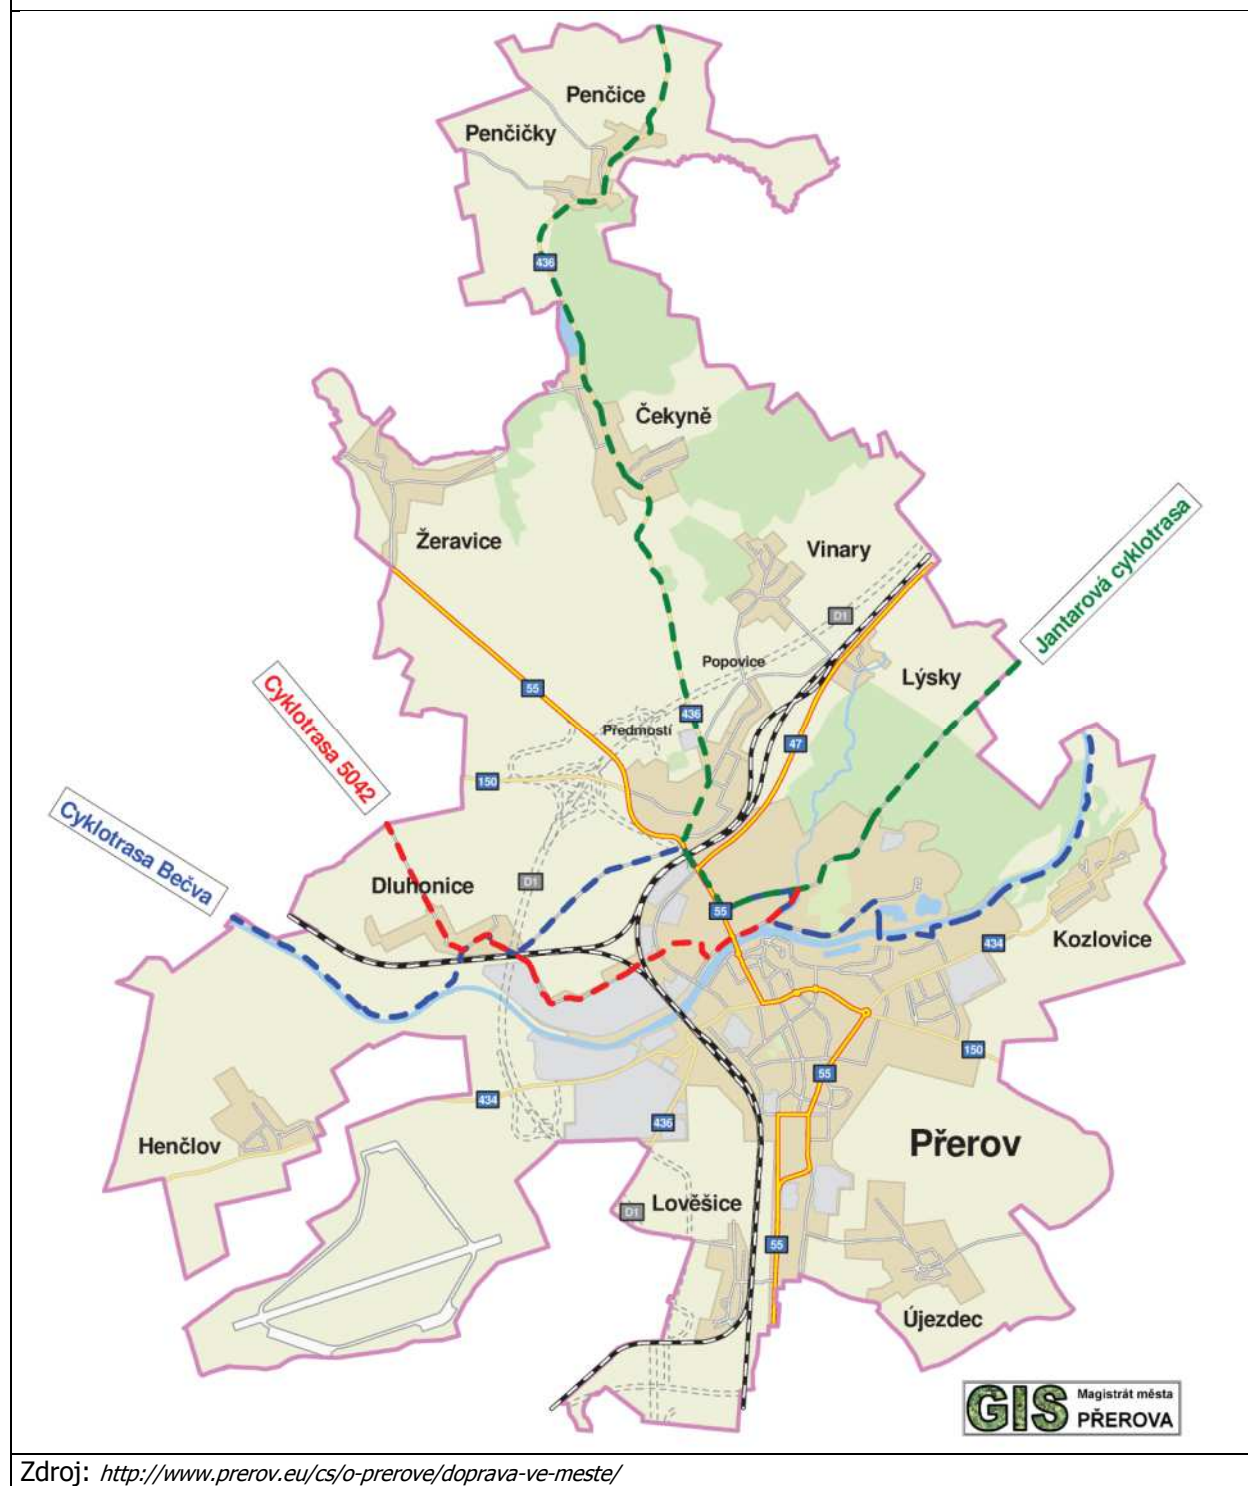 Penčice
Penčičky
436
Čekyně
Žeravice
Vinary
Jantarová cyklotrasa
D1
Popovice
Lýsky
55
436
Předmostí
47
Cyklotrasa 5042
150
Cyklotrasa Bečva
Dluhonice
D1
55
434
Kozlovice
150
55
434
436
Henčlov
Přerov
Lověšice
D1
55
Újezdec
GIS
Magistrát města
PŘEROVA
Zdroj: http://www.prerov.eu/cs/o-prerove/doprava-ve-meste/